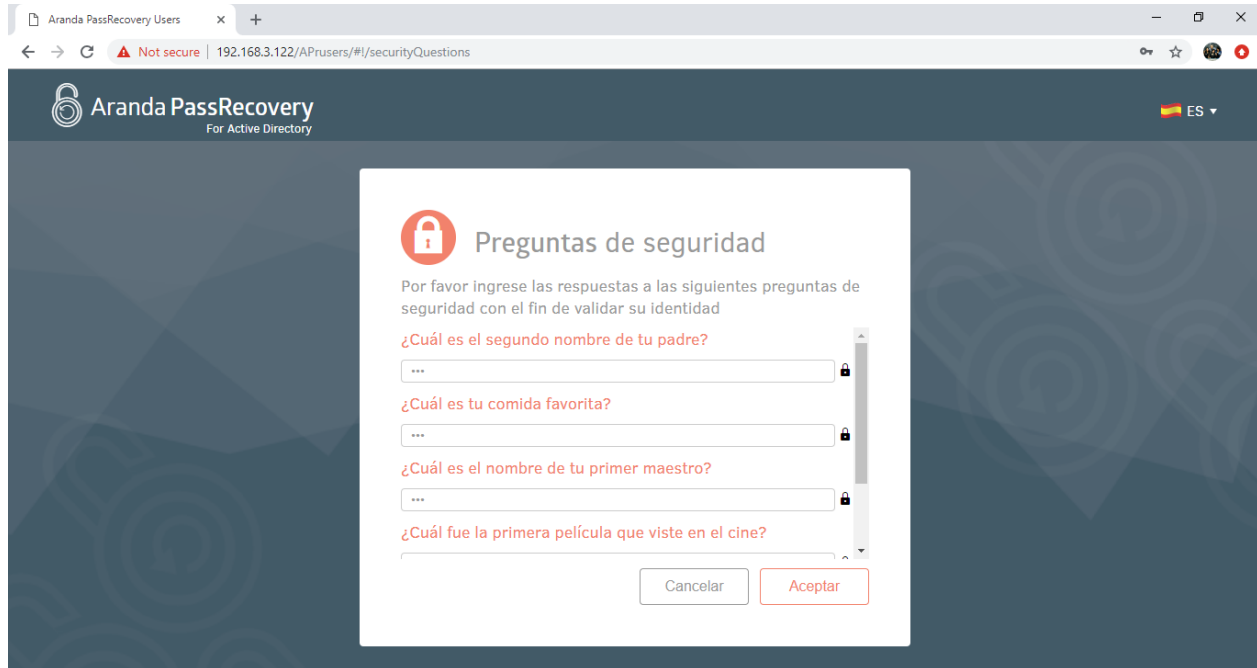 Aranda PassRecovery Users
Not secure | 192.168.3.122/APrusers/#!/securityQuestions
Aranda PassRecovery
For Active Directory
ES
Preguntas de seguridad
Por favor ingrese las respuestas a las siguientes preguntas de
seguridad con el fin de validar su identidad
¿Cuál es el segundo nombre de tu padre?
•••
¿Cuál es tu comida favorita?
•••
¿Cuál es el nombre de tu primer maestro?
•••
¿Cuál fue la primera película que viste en el cine?
Cancelar
Aceptar